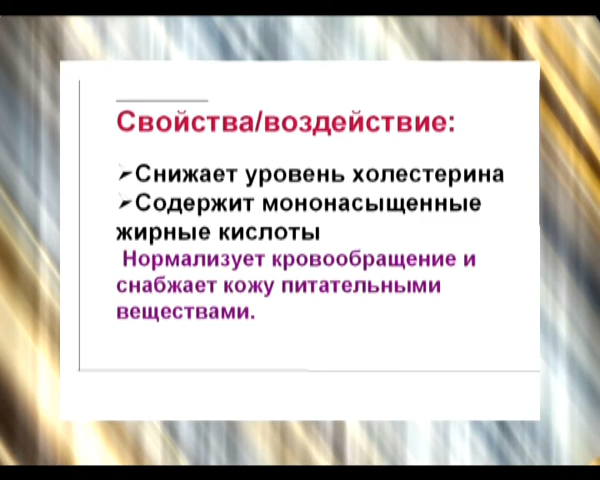 Свойства/воздействие:
➢Снижает уровень холестерина
➢Содержит мононасыщенные
жирные кислоты
Нормализует кровообращение и
снабжает кожу питательными
веществами.